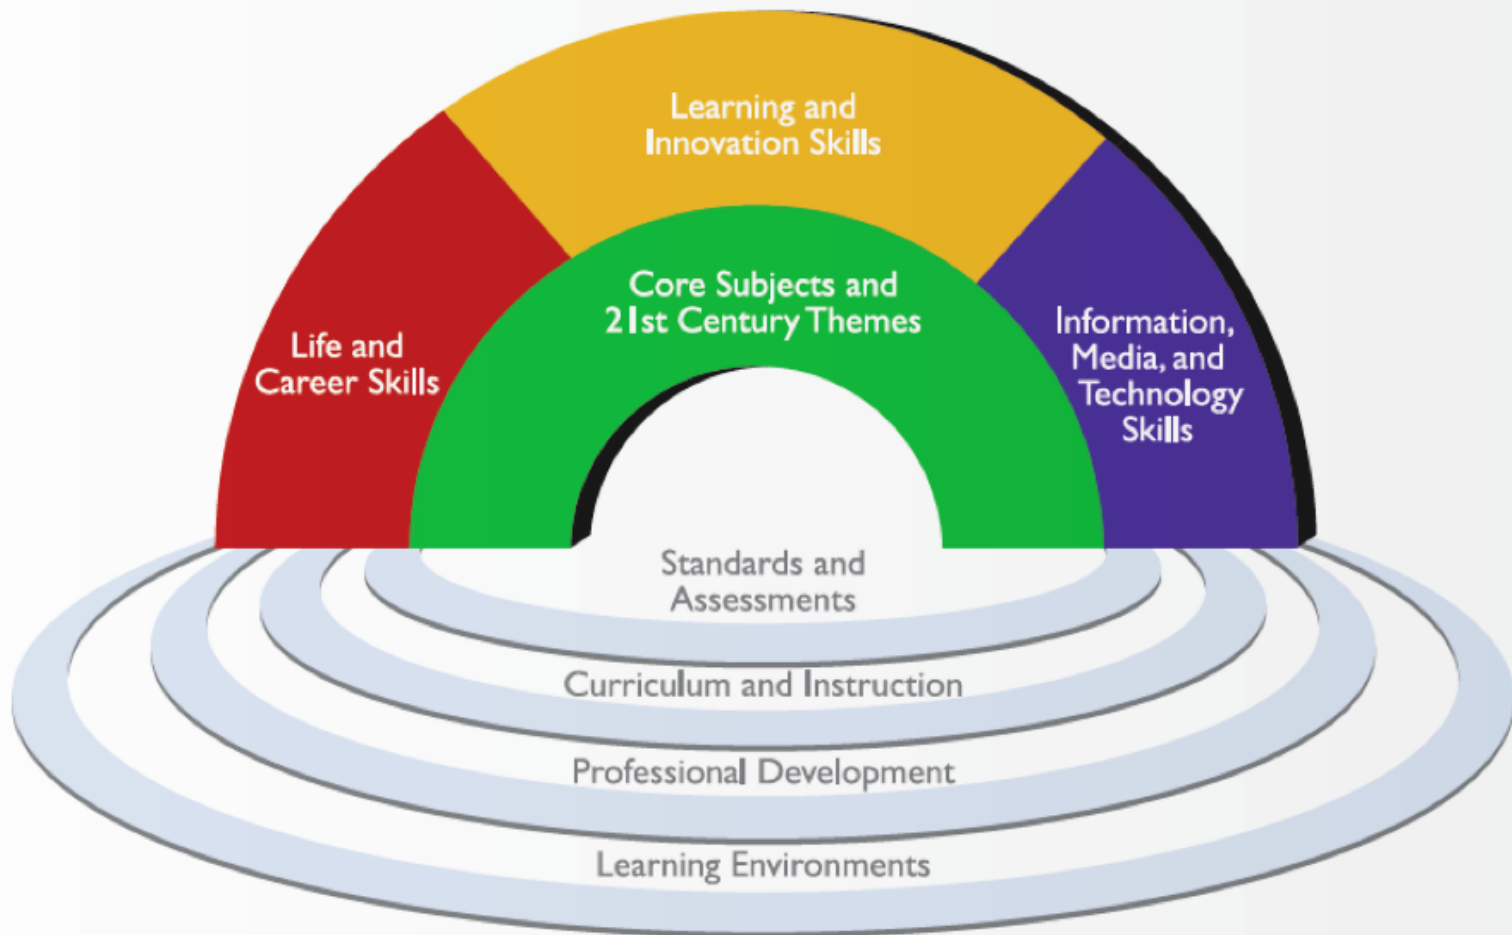 Learning and
Innovation Skills
Core Subjects and
21st Century Themes
Life and
Career Skills
Information,
Media, and
Technology
Skills
Standards and
Assessments
Curriculum and Instruction
Professional Development
Learning Environments